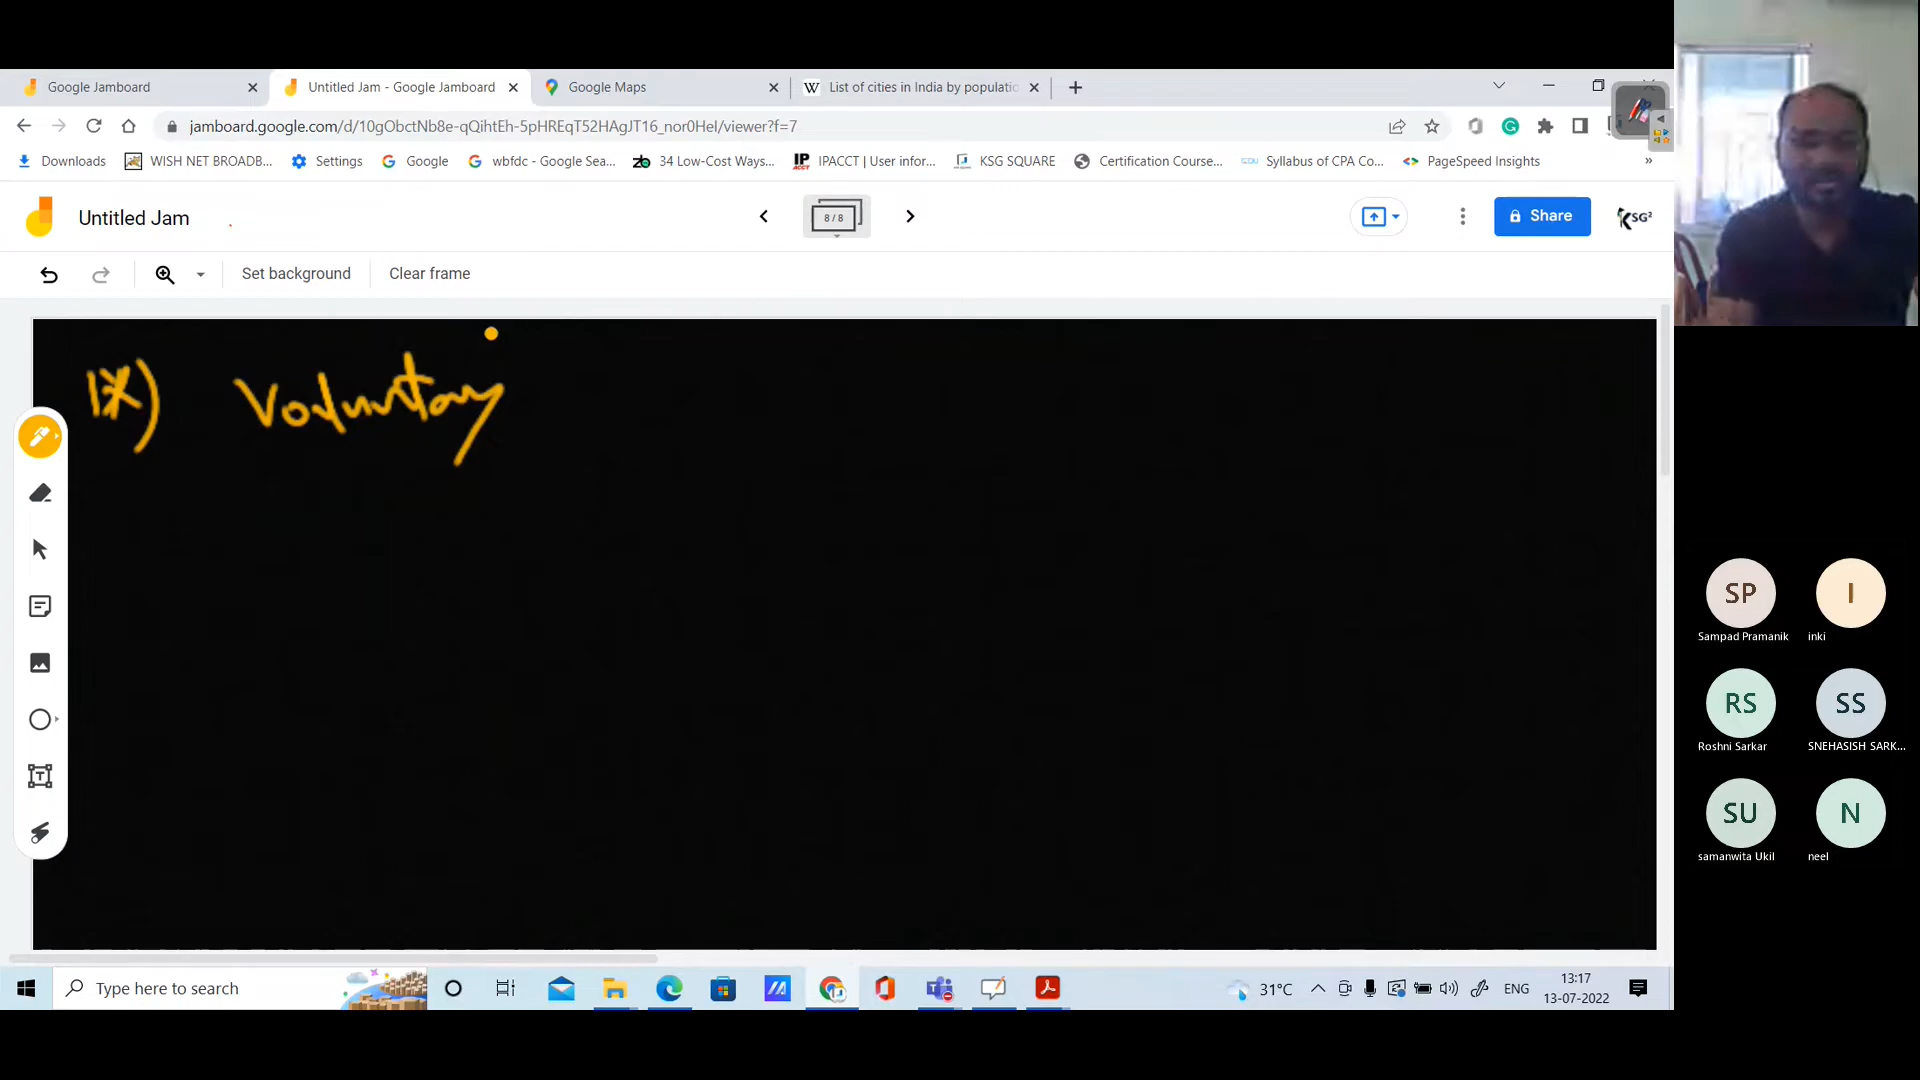 Google Jamboard
Untitled Jam - Google Jamboard
Google Maps
W List of cities in India by populatio
jamboard.google.com/d/10gObctNb8e-qQihtEh-5pHREqT52HAgJT16_nor0HeI/viewer?f=7
Downloads
WISH NET BROADB...
Settings
Google
wbfdc - Google Sea...
34 Low-Cost Ways...
IPACCT | User infor...
KSG SQUARE
Certification Course...
Syllabus of CPA Co...
PageSpeed Insights
»
Untitled Jam
8 / 8
Share
KSG²
Set background
Clear frame
ix) Voluntary
SP
Sampad Pramanik
I
inki
RS
Roshni Sarkar
SS
SNEHASISH SARK...
SU
samanwita Ukil
N
neel
Type here to search
31°C
ENG
13:17
13-07-2022